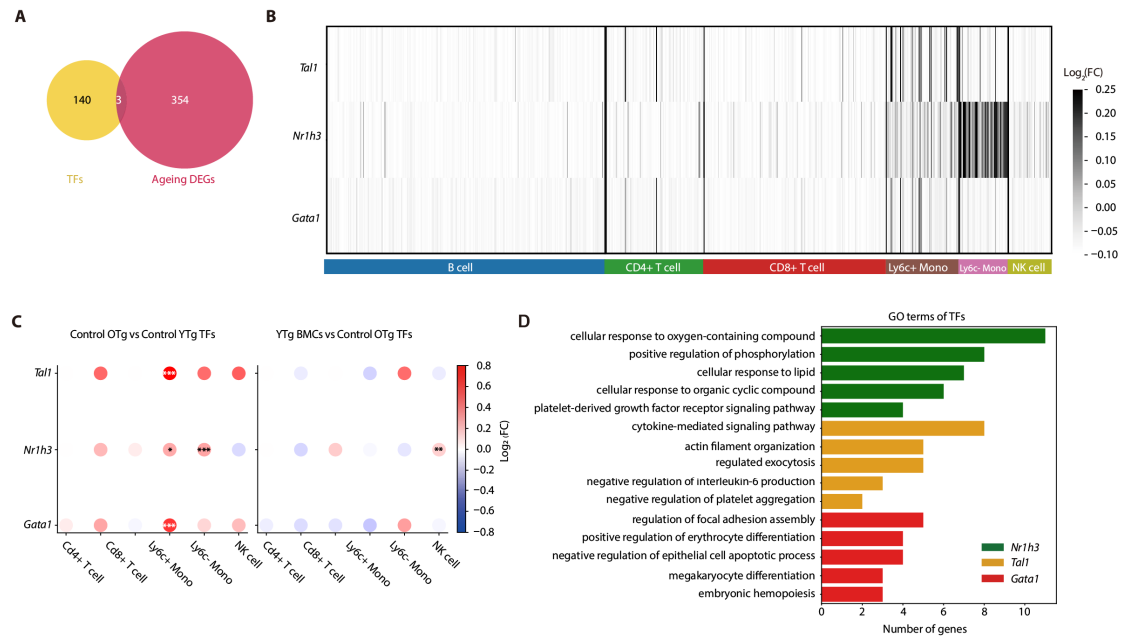 A
140
3
354
TFs
Ageing DEGs
B
Tal1
Nr1h3
Gata1
B cell
CD4+ T cell
CD8+ T cell
Ly6c+ Mono
Ly6c- Mono
NK cell
Log2(FC)
0.25
0.20
0.15
0.10
0.05
0.00
−0.05
−0.10
C
Control OTg vs Control YTg TFs
YTg BMCs vs Control OTg TFs
Tal1
Nr1h3
Gata1
***
*
***
**
***
Cd4+ T cell
Cd8+ T cell
Ly6c+ Mono
Ly6c- Mono
NK cell
Cd4+ T cell
Cd8+ T cell
Ly6c+ Mono
Ly6c- Mono
NK cell
0.8
0.6
0.4
0.2
0.0
−0.2
−0.4
−0.6
−0.8
Log2 (FC)
D
GO terms of TFs
cellular response to oxygen-containing compound
positive regulation of phosphorylation
cellular response to lipid
cellular response to organic cyclic compound
platelet-derived growth factor receptor signaling pathway
cytokine-mediated signaling pathway
actin filament organization
regulated exocytosis
negative regulation of interleukin-6 production
negative regulation of platelet aggregation
regulation of focal adhesion assembly
positive regulation of erythrocyte differentiation
negative regulation of epithelial cell apoptotic process
megakaryocyte differentiation
embryonic hemopoiesis
Nr1h3
Tal1
Gata1
0 2 4 6 8 10
Number of genes